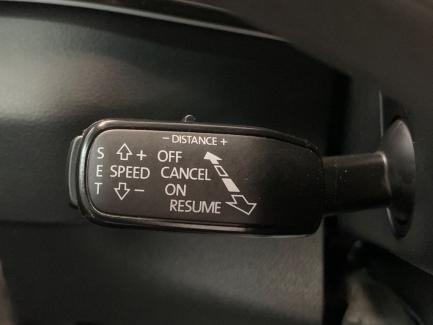 - DISTANCE +
S + OFF
E SPEED CANCEL
T - ON
RESUME